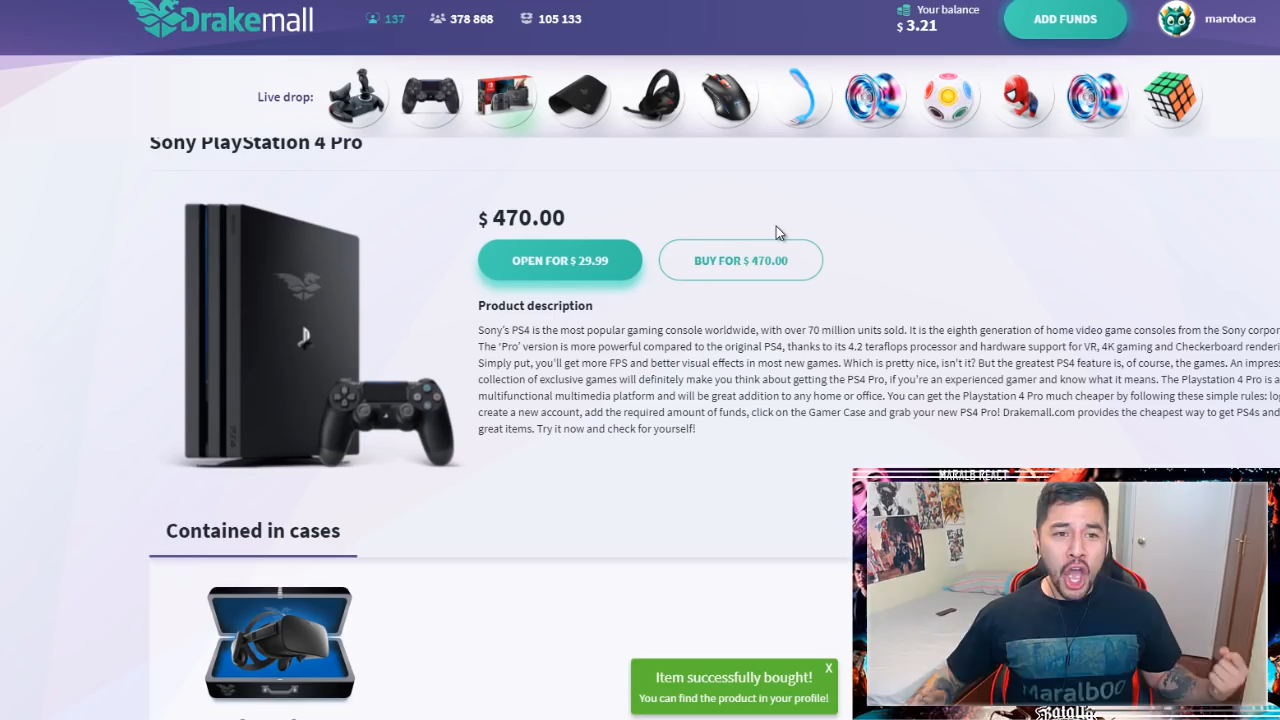 Drakemall
137
378 868
105 133
Your balance
$ 3.21
ADD FUNDS
marotoca
Live drop:
Sony PlayStation 4 Pro
$ 470.00
OPEN FOR $ 29.99
BUY FOR $ 470.00
Product description
Sony's PS4 is the most popular gaming console worldwide, with over 70 million units sold. It is the eighth generation of home video game consoles from the Sony corpor
The 'Pro' version is more powerful compared to the original PS4, thanks to its 4.2 teraflops processor and hardware support for VR, 4K gaming and Checkerboard renderi
Simply put, you'll get more FPS and better visual effects in most new games. Which is pretty nice, isn't it? But the greatest PS4 feature is, of course, the games. An impres
collection of exclusive games will definitely make you think about getting the PS4 Pro, if you're an experienced gamer and know what it means. The Playstation 4 Pro is a
multifunctional multimedia platform and will be great addition to any home or office. You can get the Playstation 4 Pro much cheaper by following these simple rules: lo
create a new account, add the required amount of funds, click on the Gamer Case and grab your new PS4 Pro! Drakemall.com provides the cheapest way to get PS4s and
great items. Try it now and check for yourself!
Contained in cases
MARALB REACT
MaralbOO
Item successfully bought!
X
You can find the product in your profile!